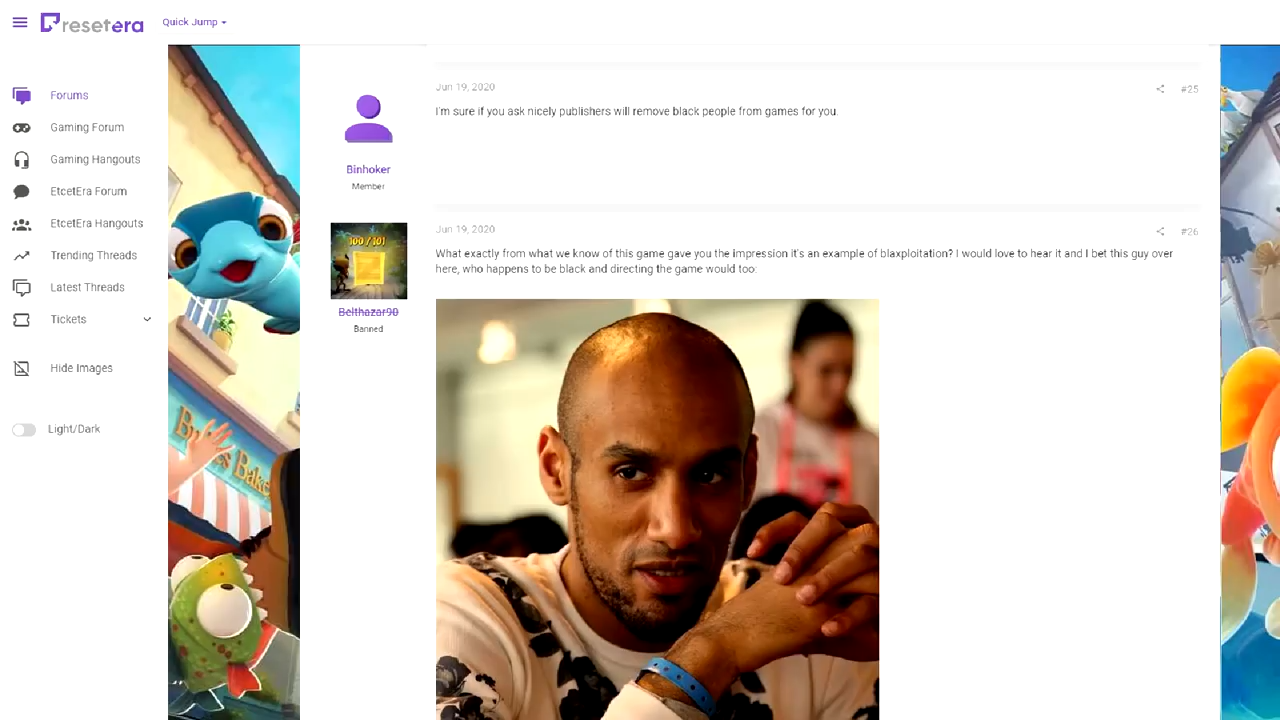 resetera
Quick Jump
Forums
Gaming Forum
Gaming Hangouts
EtcetEra Forum
EtcetEra Hangouts
Trending Threads
Latest Threads
Tickets
Hide Images
Light/Dark
Jun 19, 2020
#25
I'm sure if you ask nicely publishers will remove black people from games for you.
Binhoker
Member
Jun 19, 2020
#26
What exactly from what we know of this game gave you the impression it's an example of blaxploitation? I would love to hear it and I bet this guy over
here, who happens to be black and directing the game would too:
100 / 101
Belthazar90
Banned